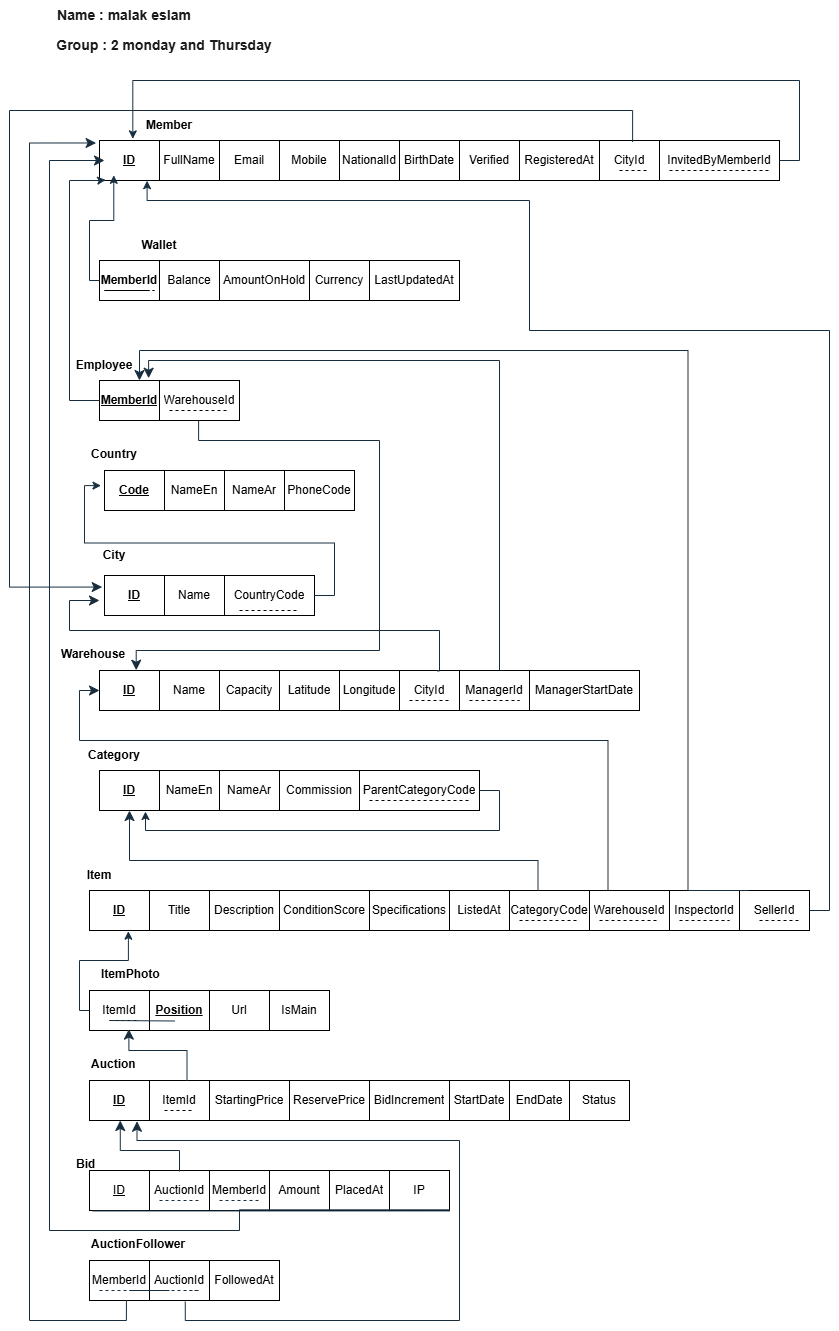 Name : malak eslam
Group : 2 monday and Thursday
Member
ID FullName Email Mobile NationalId BirthDate Verified RegisteredAt CityId InvitedByMemberId
Wallet
MemberId Balance AmountOnHold Currency LastUpdatedAt
Employee
MemberId WarehouseId
Country
Code NameEn NameAr PhoneCode
City
ID Name CountryCode
Warehouse
ID Name Capacity Latitude Longitude CityId ManagerId ManagerStartDate
Category
ID NameEn NameAr Commission ParentCategoryCode
Item
ID Title Description ConditionScore Specifications ListedAt CategoryCode WarehouseId InspectorId SellerId
ItemPhoto
ItemId Position Url IsMain
Auction
ID ItemId StartingPrice ReservePrice BidIncrement StartDate EndDate Status
Bid
ID AuctionId MemberId Amount PlacedAt IP
AuctionFollower
MemberId AuctionId FollowedAt